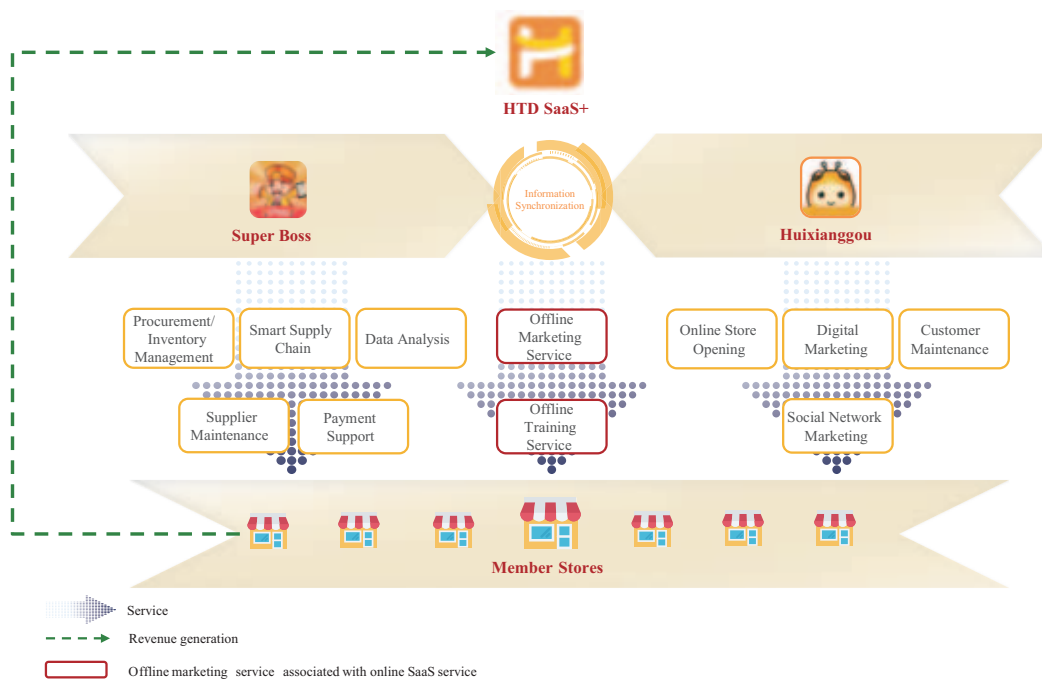 HTD SaaS+
Information
Synchronization
Super Boss
Huixianggou
Procurement/
Inventory
Management
Smart Supply
Chain
Data Analysis
Offline
Marketing
Service
Online Store
Opening
Digital
Marketing
Customer
Maintenance
Supplier
Maintenance
Payment
Support
Offline
Training
Service
Social Network
Marketing
Member Stores
Service
Revenue generation
Offline marketing service associated with online SaaS service